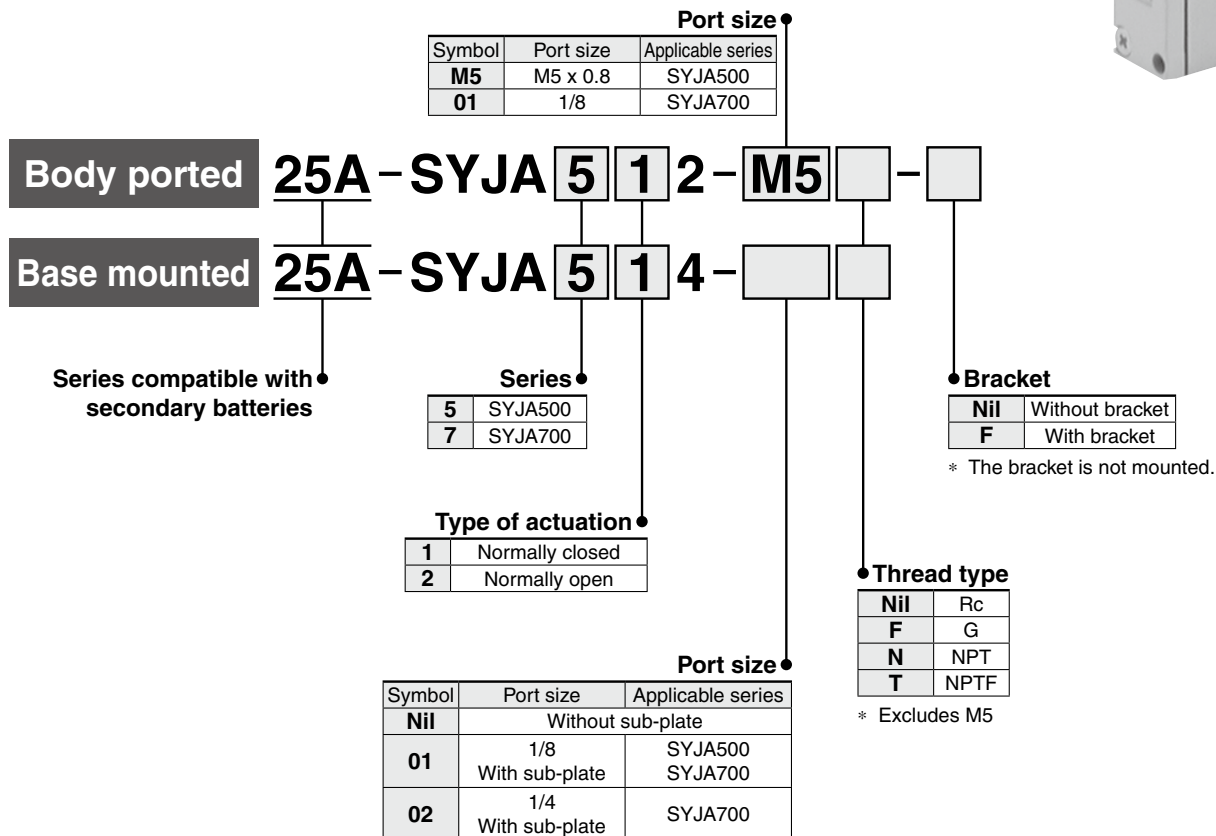 Port size
Symbol Port size Applicable series
M5 M5 x 0.8 SYJA500
01 1/8 SYJA700
Body ported 25A-SYJA 5 1 2-M5 -
Base mounted 25A-SYJA 5 1 4-
Series compatible with
secondary batteries
Series
5 SYJA500
7 SYJA700
Bracket
Nil Without bracket
F With bracket
* The bracket is not mounted.
Type of actuation
1 Normally closed
2 Normally open
Thread type
Nil Rc
F G
N NPT
T NPTF
* Excludes M5
Port size
Symbol Port size Applicable series
Nil Without sub-plate
01 1/8 With sub-plate SYJA500 SYJA700
02 1/4 With sub-plate SYJA700